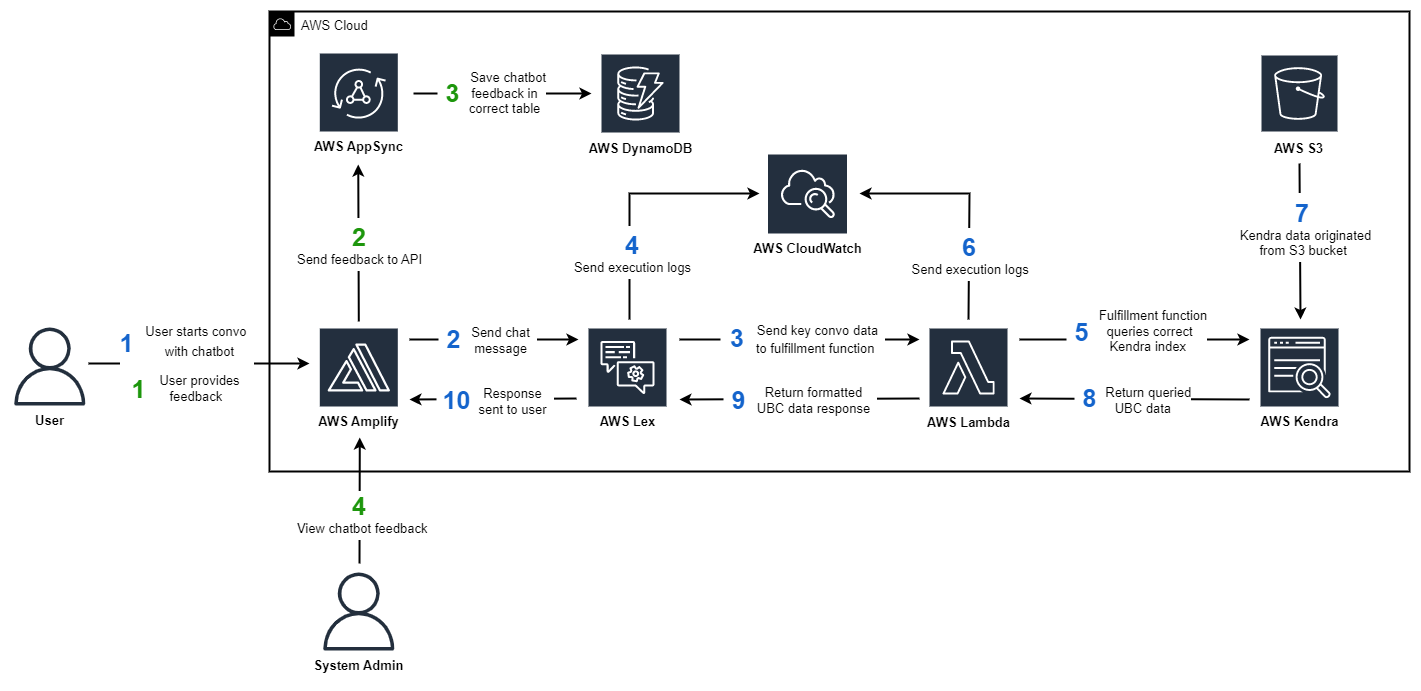 AWS Cloud
3
Save chatbot
feedback in
correct table
AWS AppSync
AWS DynamoDB
AWS S3
2
Send feedback to API
4
Send execution logs
AWS CloudWatch
6
Send execution logs
7
Kendra data originated
from S3 bucket
1
User starts convo
with chatbot
1
User provides
feedback
User
2
Send chat
message
3
Send key convo data
to fulfillment function
5
Fulfillment function
queries correct
Kendra index
10
Response
sent to user
9
Return formatted
UBC data response
8
Return queried
UBC data
AWS Amplify
AWS Lex
AWS Lambda
AWS Kendra
4
View chatbot feedback
System Admin